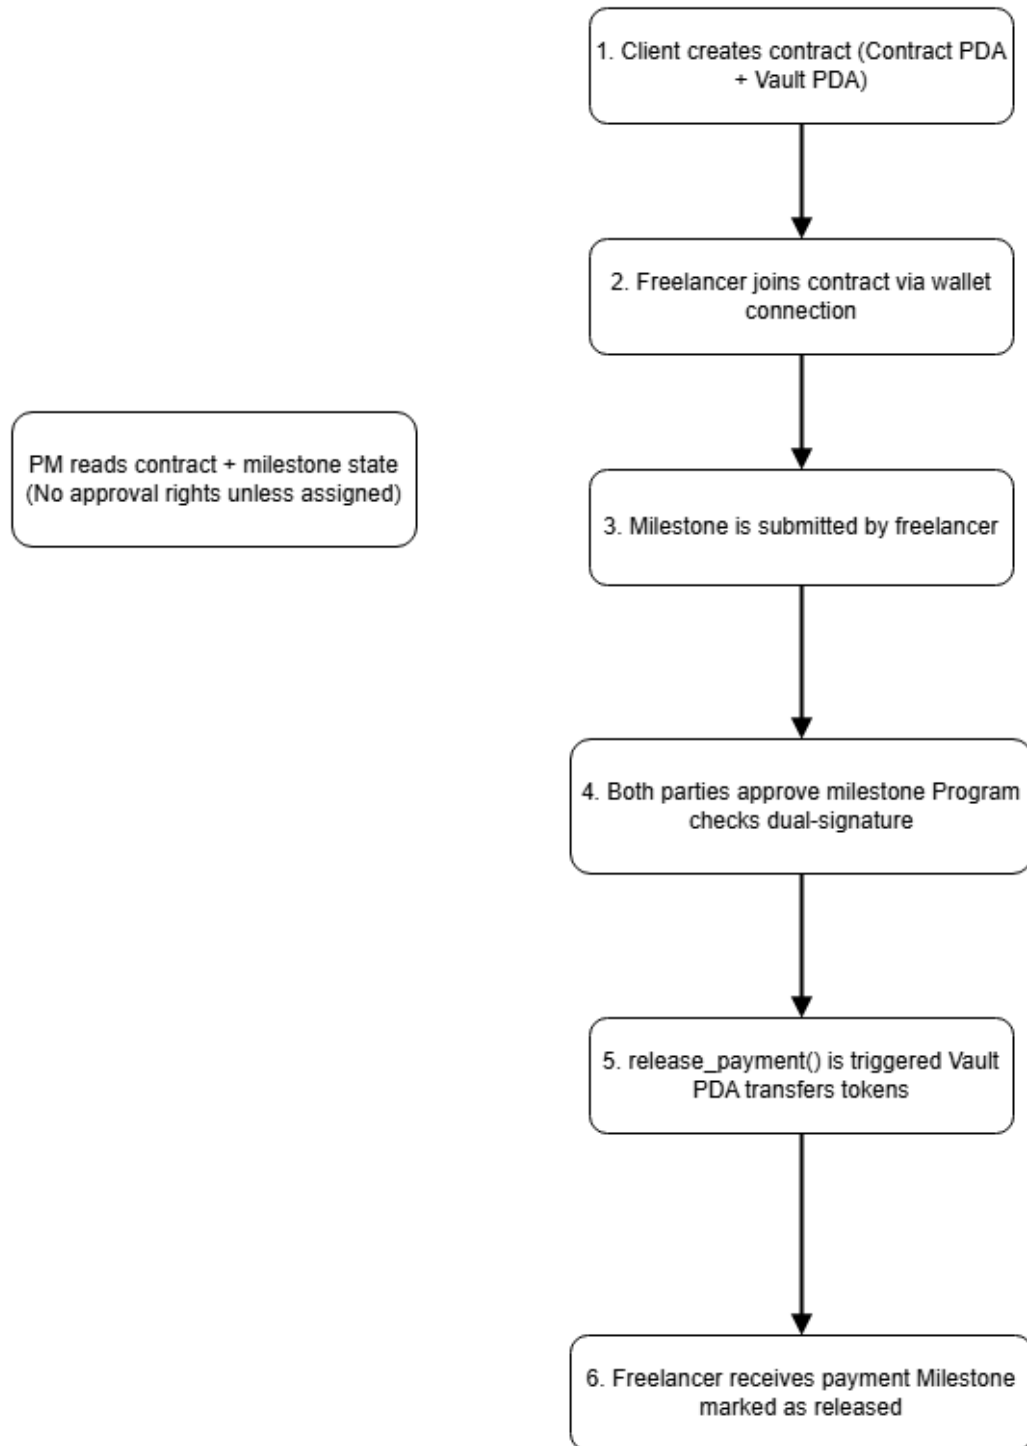 1. Client creates contract (Contract PDA
+ Vault PDA)
2. Freelancer joins contract via wallet
connection
PM reads contract + milestone state
(No approval rights unless assigned)
3. Milestone is submitted by freelancer
4. Both parties approve milestone Program
checks dual-signature
5. release_payment() is triggered Vault
PDA transfers tokens
6. Freelancer receives payment Milestone
marked as released